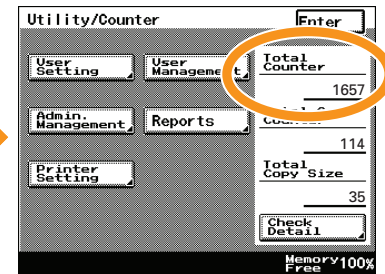 Utility/Counter
Enter
User
Setting
User
Management
Total
Counter
1657
Admin.
Management
Reports
Counter
114
Printer
Setting
Total
Copy Size
35
Check
Detail
Memory 100%
Free